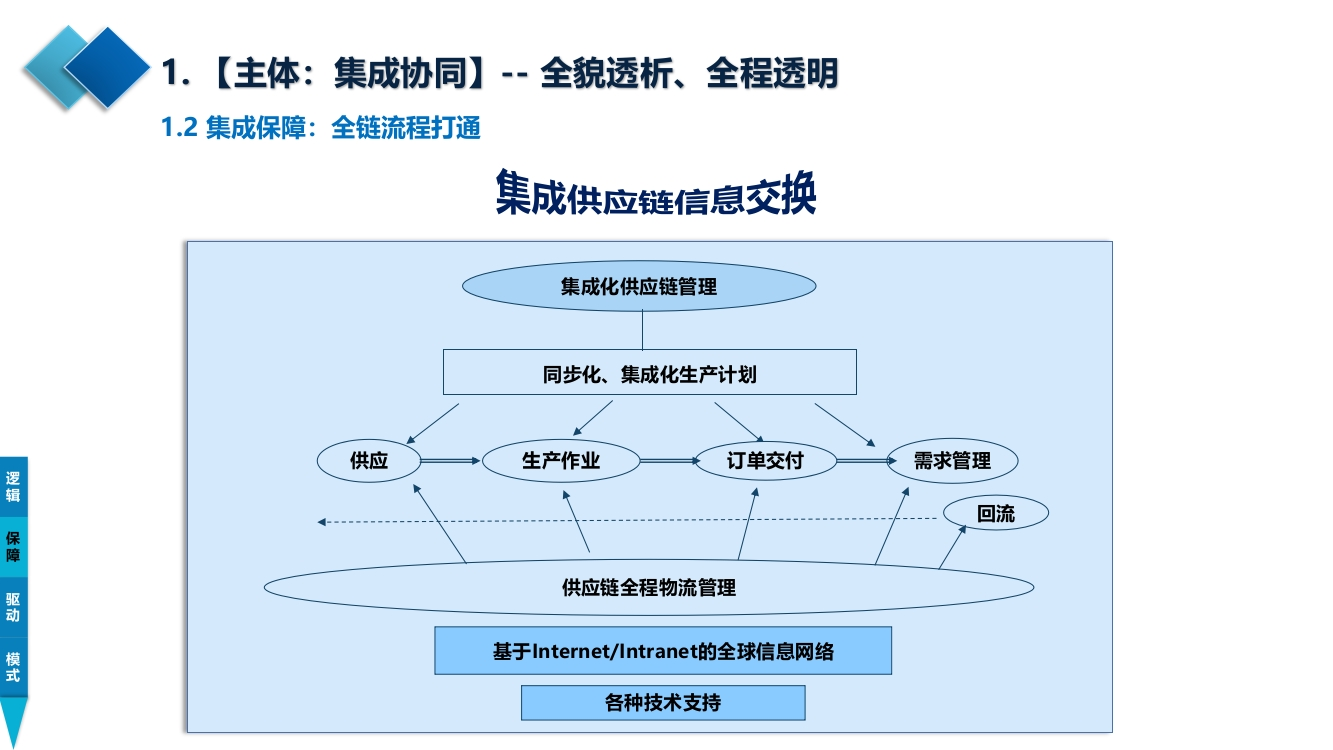 1. 【主体：集成协同】-- 全貌透析、全程透明
1.2 集成保障：全链流程打通
集成供应链信息交换
集成化供应链管理
同步化、集成化生产计划
供应
生产作业
订单交付
需求管理
回流
供应链全程物流管理
基于Internet/Intranet的全球信息网络
各种技术支持
逻
辑
保
障
驱
动
模
式